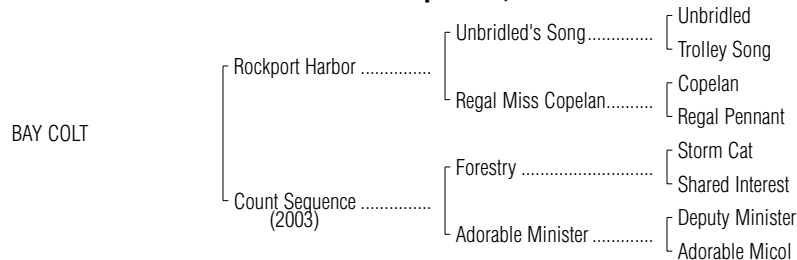 Unbridled
Unbridled's Song..............
Trolley Song
Rockport Harbor ...............
Copelan
Regal Miss Copelan..........
Regal Pennant
BAY COLT
Storm Cat
Forestry ...........................
Shared Interest
Count Sequence ...............
(2003)
Deputy Minister
Adorable Minister .............
Adorable Micol